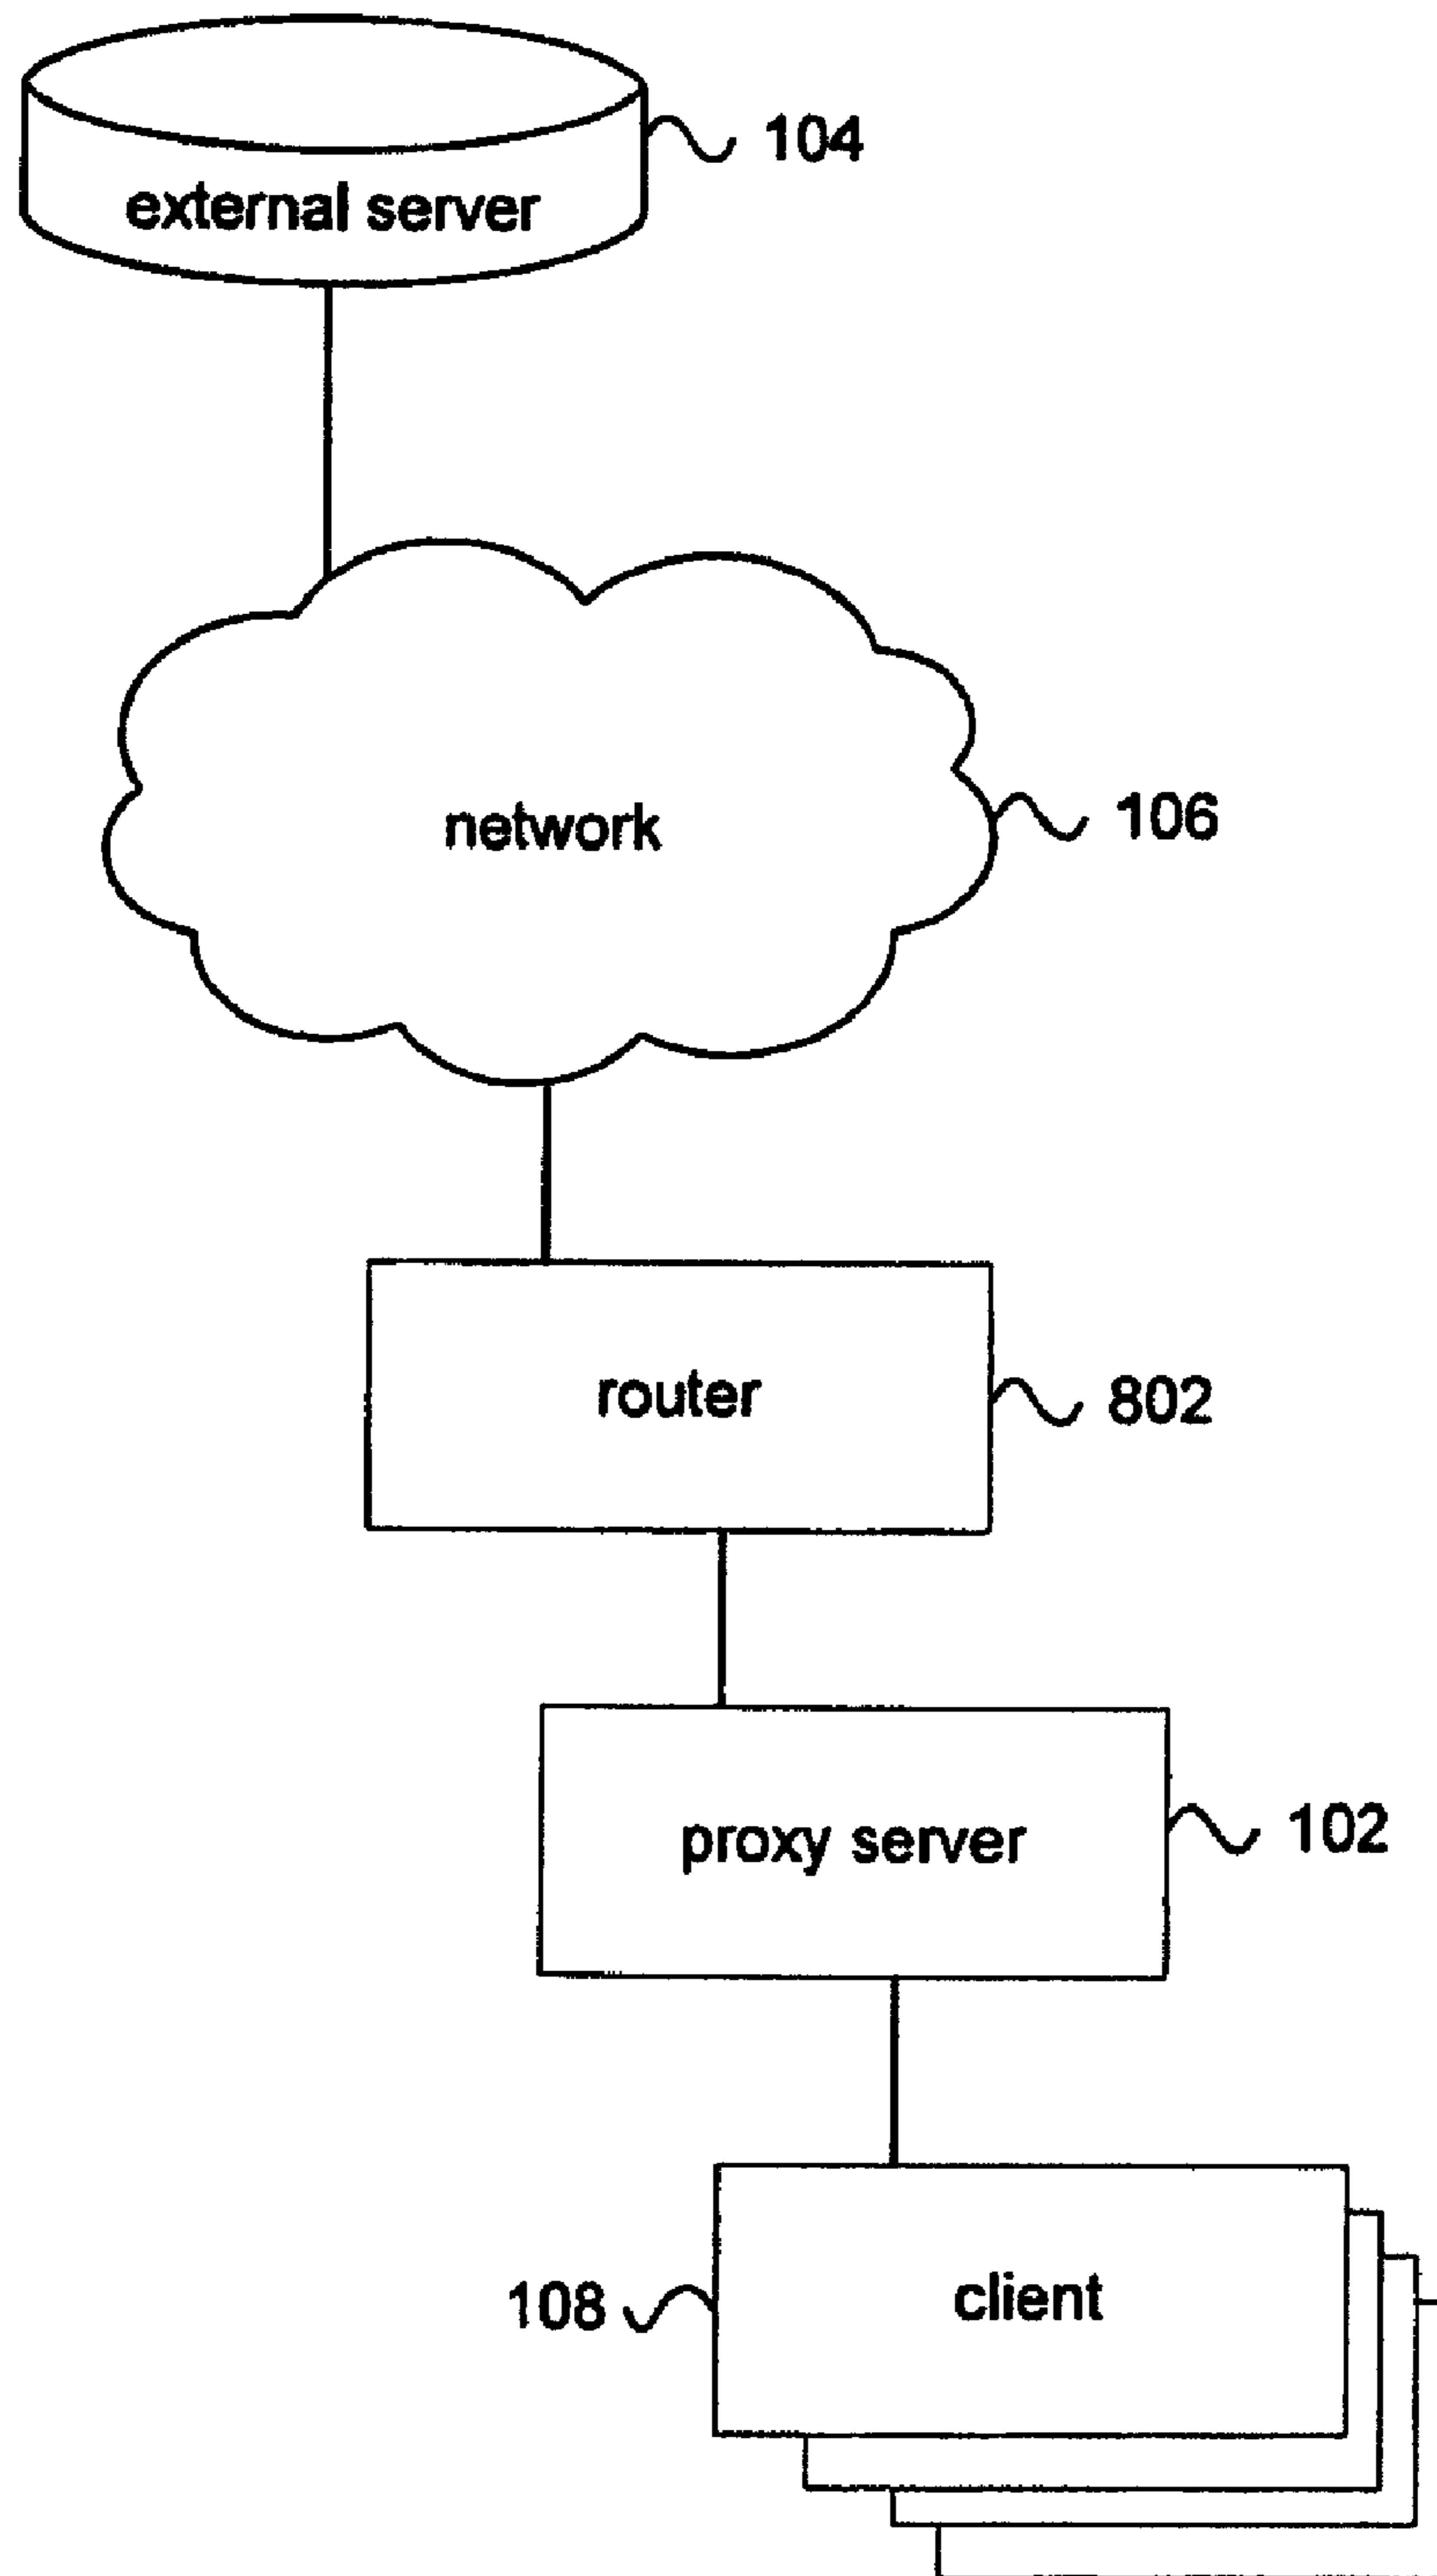 104
external server
network
106
router
802
proxy server
102
108
client